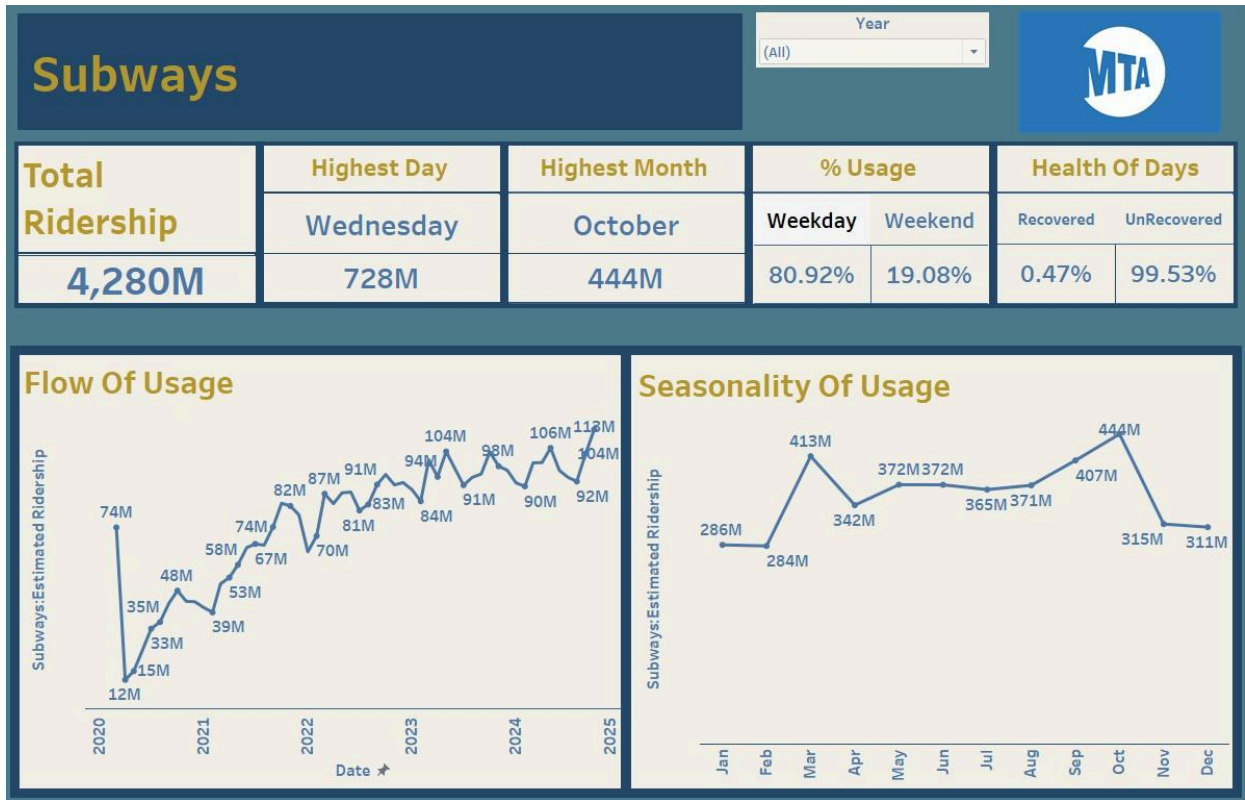 Subways
Year
(All)
MTA
Total
Ridership
4,280M
Highest Day
Wednesday
728M
Highest Month
October
444M
% Usage
Weekday Weekend
80.92% 19.08%
Health Of Days
Recovered UnRecovered
0.47% 99.53%
Flow Of Usage
Subways:Estimated Ridership
74M
12M
15M
35M
33M
48M
39M
58M
53M
74M
67M
82M
70M
87M
81M
91M
83M
94M
84M
104M
91M
98M
90M
106M
92M
113M
104M
2020
2021
2022
2023
2024
2025
Date
Seasonality Of Usage
Subways:Estimated Ridership
286M
284M
413M
342M
372M
372M
365M
371M
407M
444M
315M
311M
Jan
Feb
Mar
Apr
May
Jun
Jul
Aug
Sep
Oct
Nov
Dec